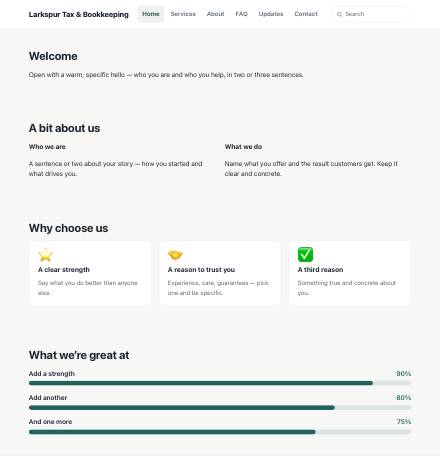 Larkspur Tax & Bookkeeping
Home Services About FAQ Updates Contact Search
Welcome
Open with a warm, specific hello — who you are and who you help, in two or three sentences.
A bit about us
Who we are
A sentence or two about your story — how you started and
what drives you.
What we do
Name what you offer and the result customers get. Keep it
clear and concrete.
Why choose us
A clear strength
Say what you do better than anyone
else.
A reason to trust you
Experience, care, guarantees — pick
one and be specific.
A third reason
Something true and concrete about
you.
What we're great at
Add a strength 90%
Add another 80%
And one more 75%